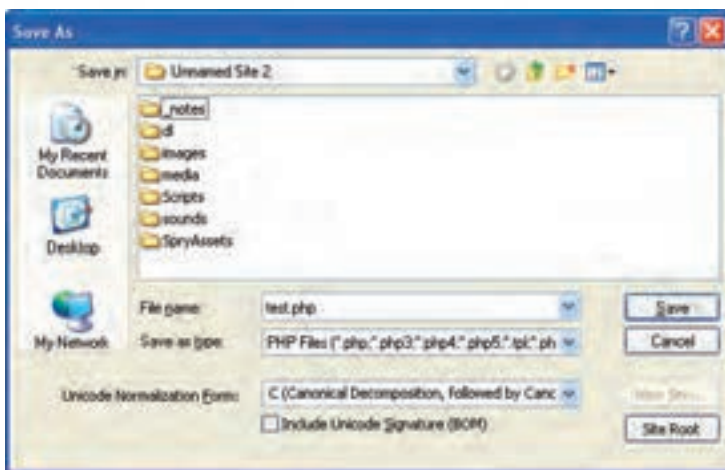 Save As
Save in: Unnamed Site 2
_notes
dl
images
media
Scripts
sounds
SpryAssets
My Recent
Documents
Desktop
My Network
File name: test.php
Save
Save as type: PHP Files (*.php;*.php3;*.php4;*.php5;*.tpl;*.ph
Cancel
Unicode Normalization Form: C (Canonical Decomposition, followed by Canc
Include Unicode Signature (BOM)
Site Root